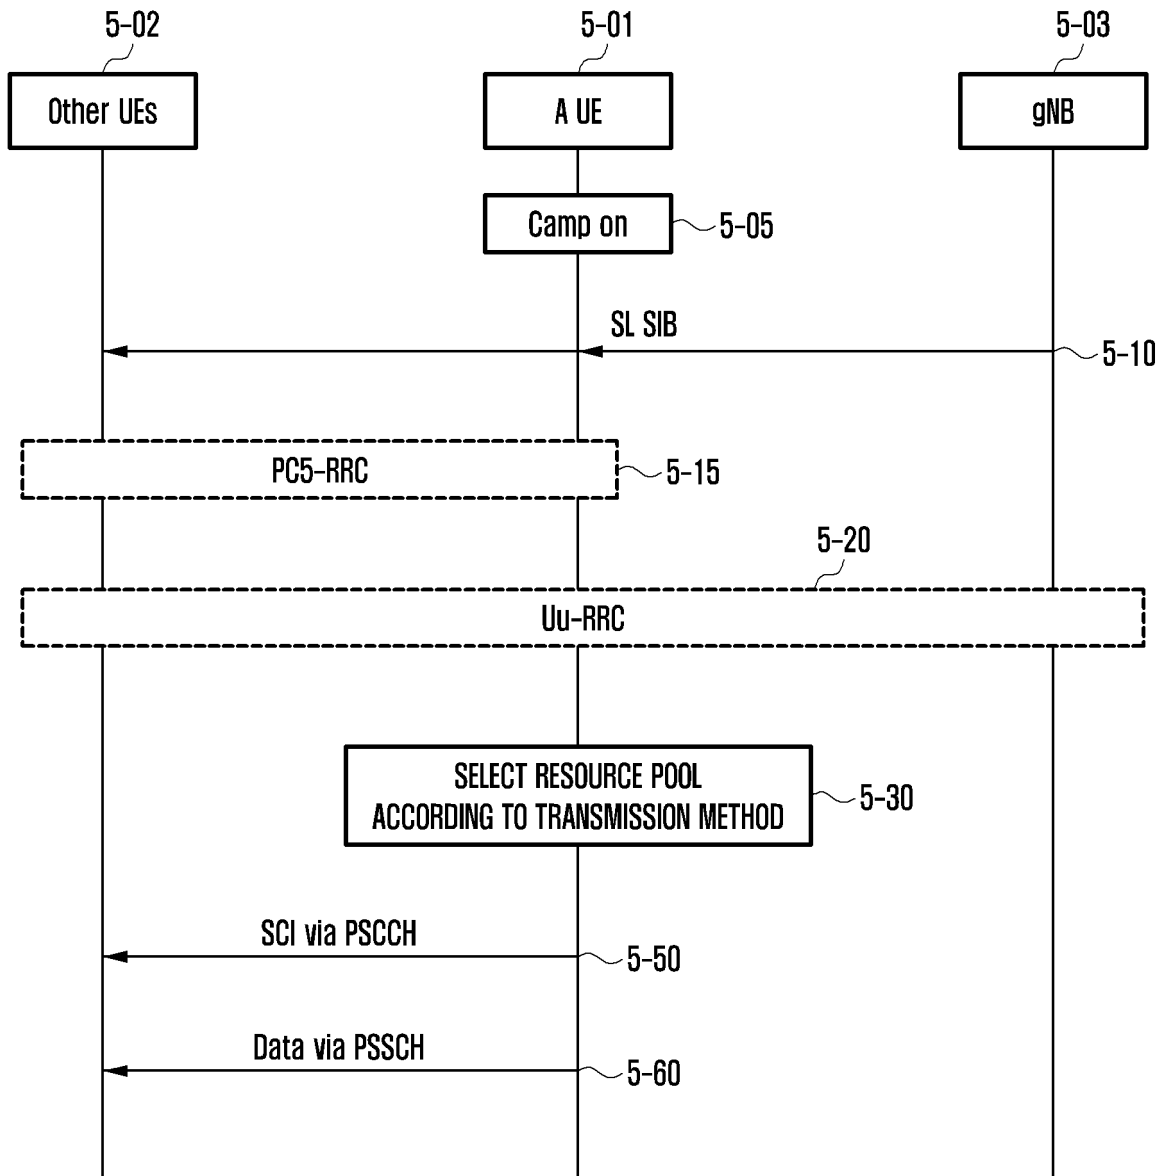 5-02
5-01
5-03
Other UEs
A UE
gNB
Camp on
5-05
SL SIB
5-10
PC5-RRC
5-15
5-20
Uu-RRC
SELECT RESOURCE POOL
ACCORDING TO TRANSMISSION METHOD
5-30
SCI via PSCCH
5-50
Data via PSSCH
5-60